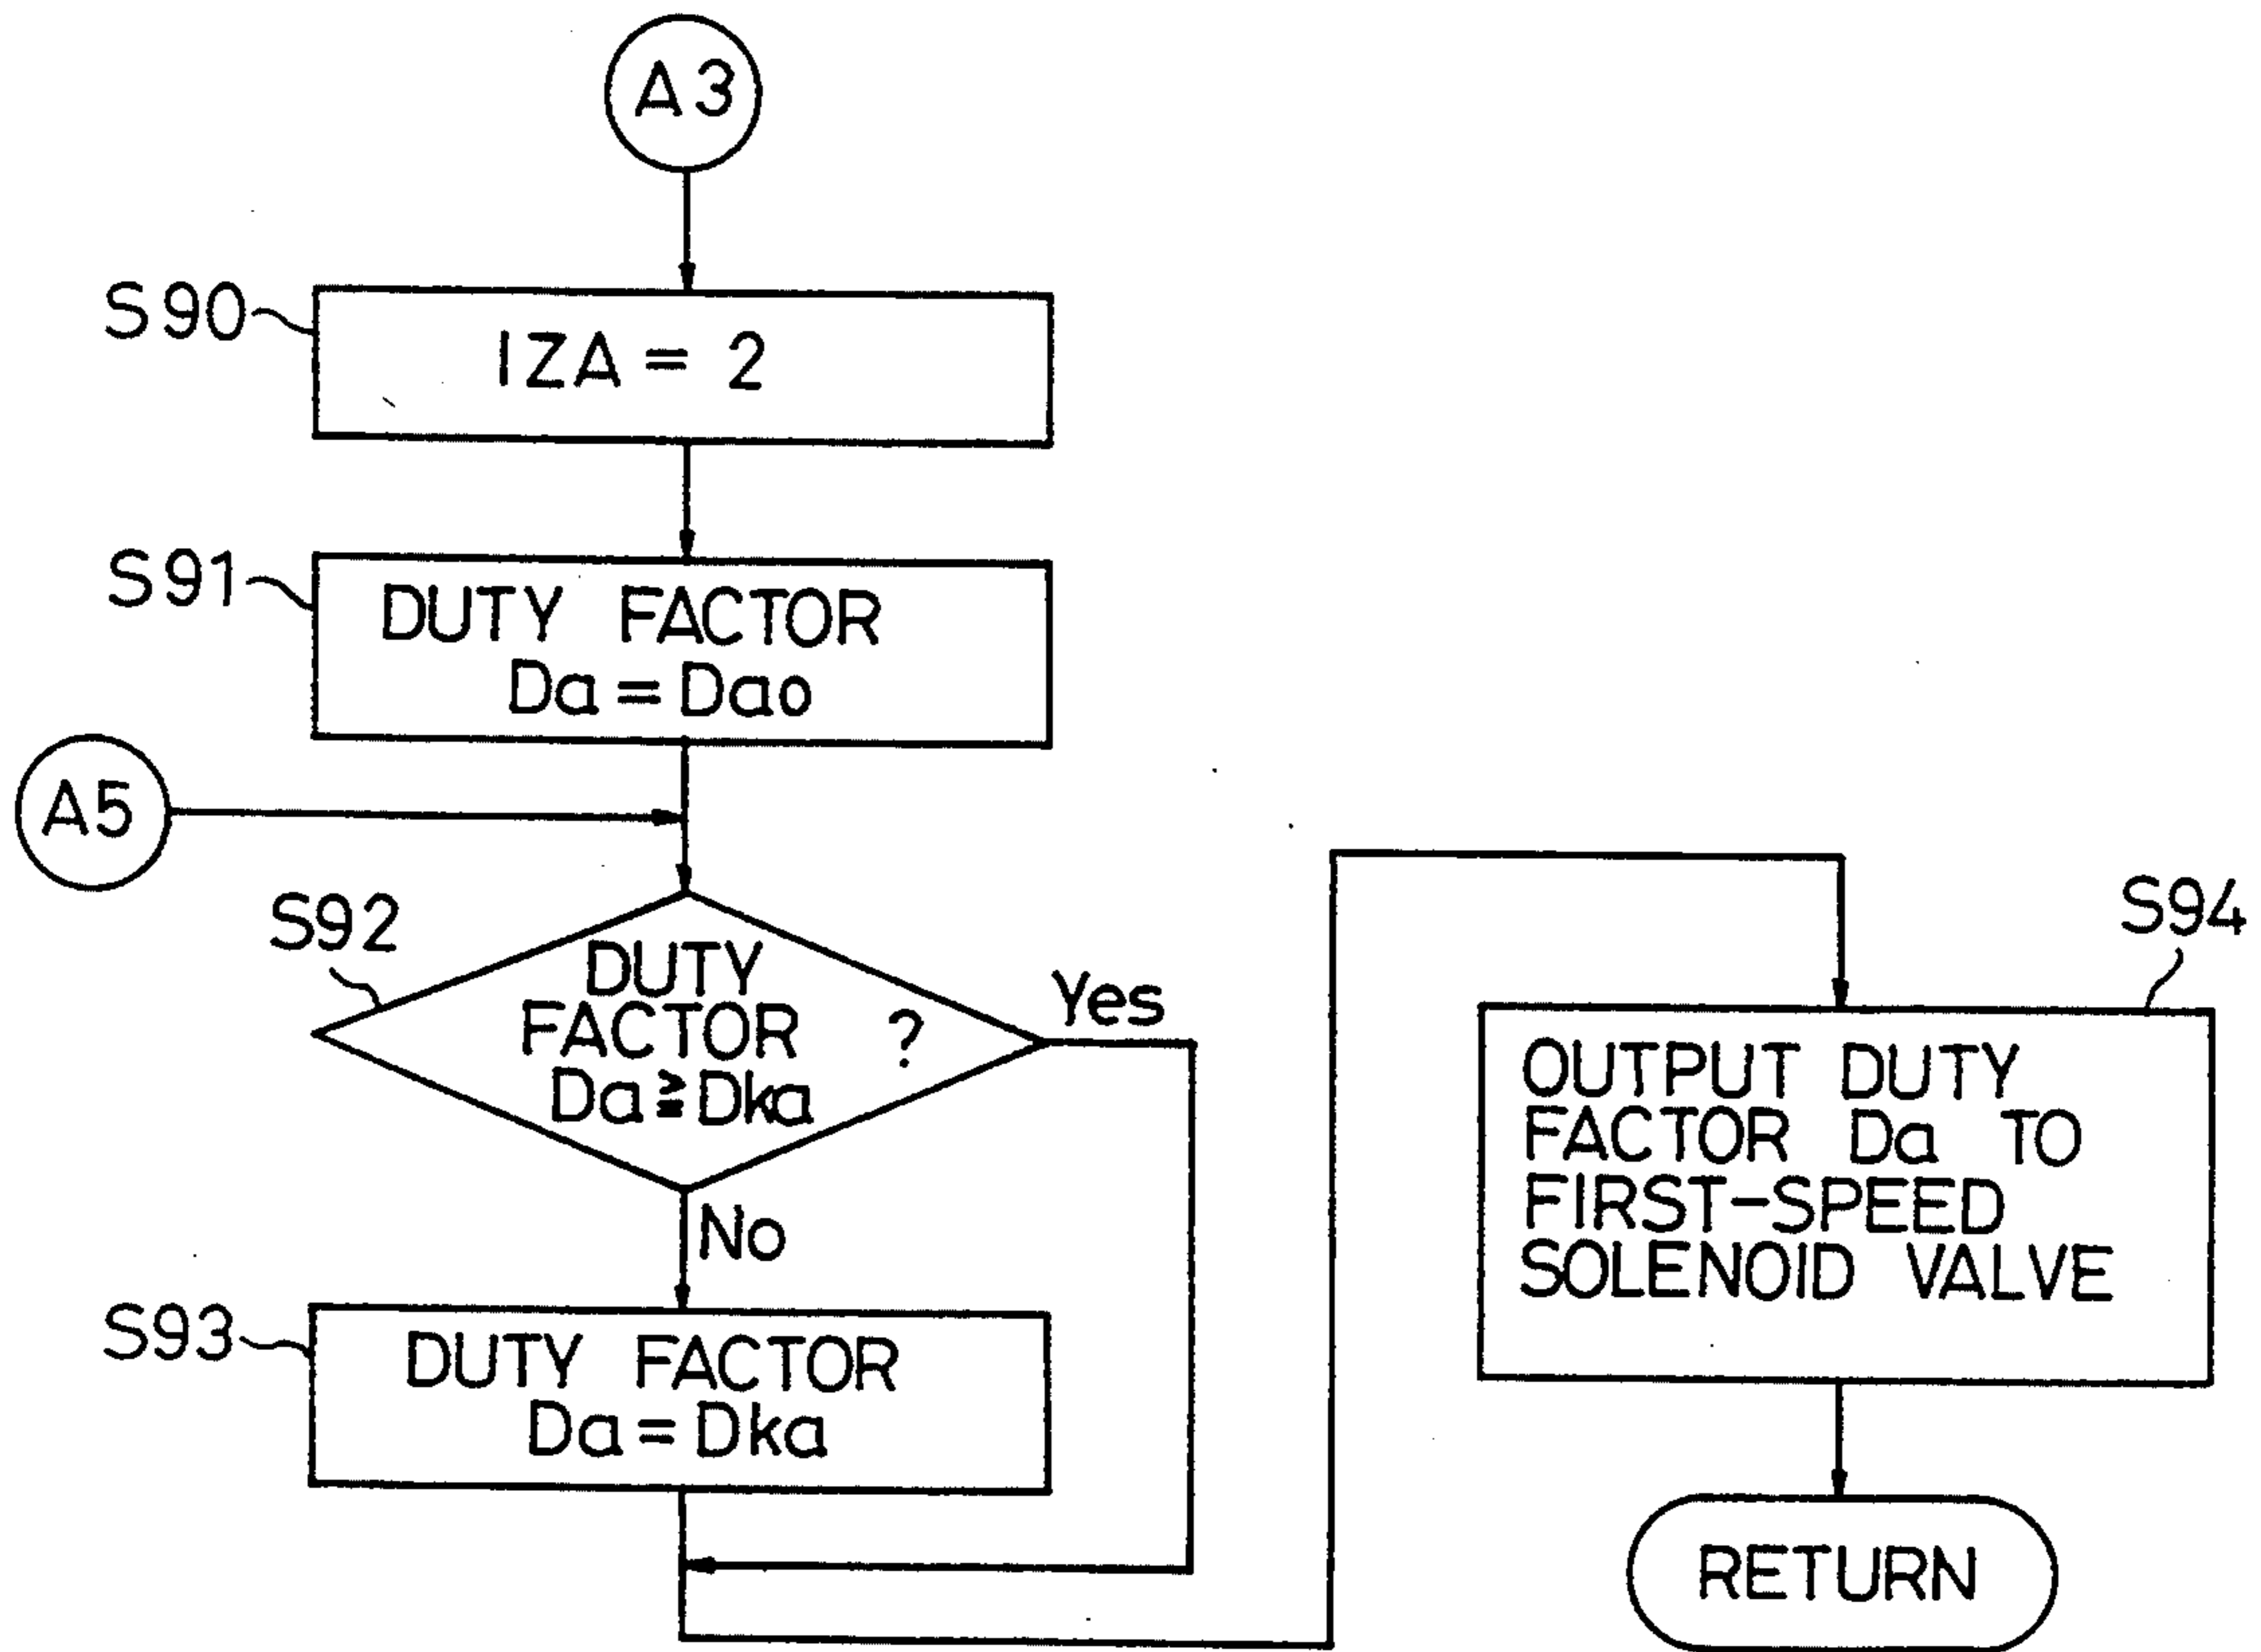 A3
S90
IZA = 2
S91
DUTY FACTOR
Da = Dao
A5
S92
DUTY
FACTOR ?
Da ≧ Dka
Yes
No
S93
DUTY FACTOR
Da = Dka
S94
OUTPUT DUTY
FACTOR Da TO
FIRST-SPEED
SOLENOID VALVE
RETURN